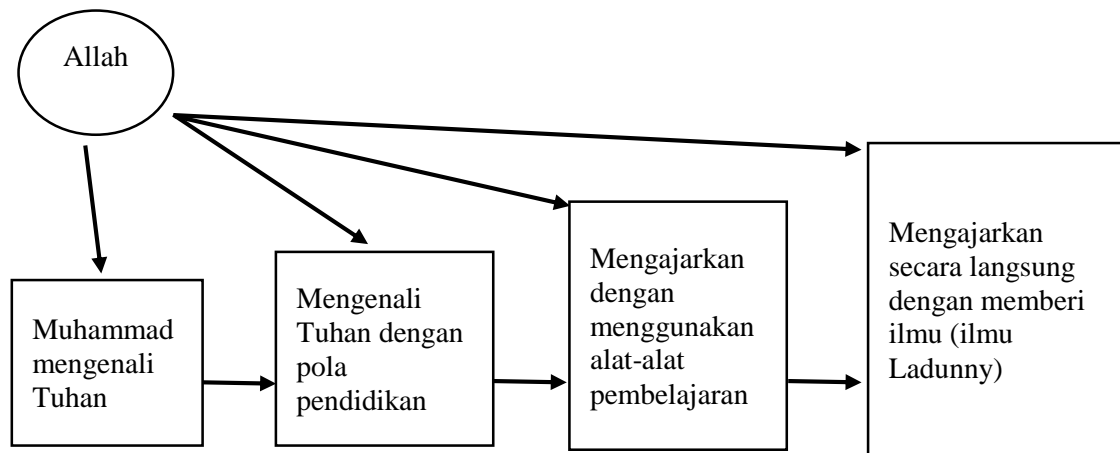 Allah
Muhammad
mengenali
Tuhan
Mengenali
Tuhan dengan
pola
pendidikan
Mengajarkan
dengan
menggunakan
alat-alat
pembelajaran
Mengajarkan
secara langsung
dengan memberi
ilmu (ilmu
Ladunny)